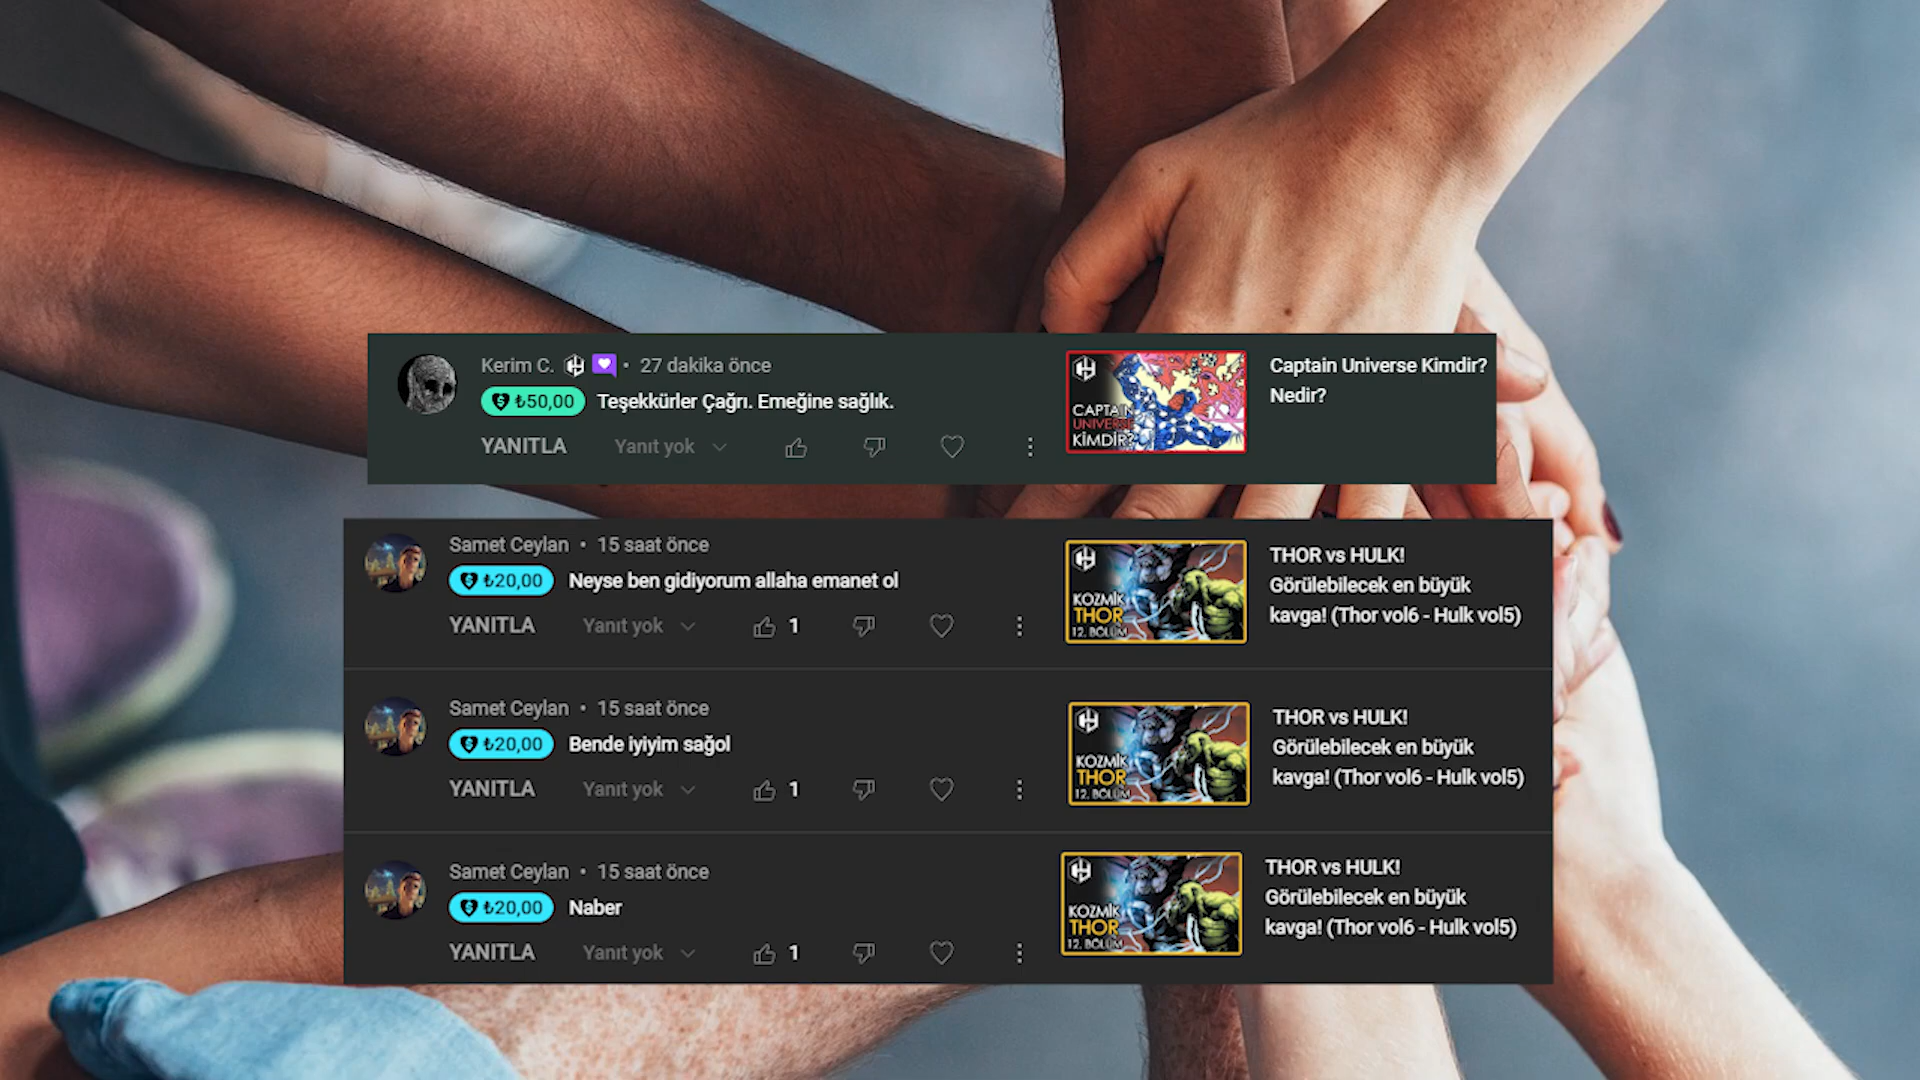 Kerim C. • 27 dakika önce
₺50,00 Teşekkürler Çağrı. Emeğine sağlık.
YANITLA Yanıt yok
CAPTAIN
UNIVERSE
KİMDİR?
Captain Universe Kimdir?
Nedir?
Samet Ceylan • 15 saat önce
₺20,00 Neyse ben gidiyorum allaha emanet ol
YANITLA Yanıt yok 1
KOZMİK
THOR
12. BÖLÜM
THOR vs HULK!
Görülebilecek en büyük
kavga! (Thor vol6 - Hulk vol5)
Samet Ceylan • 15 saat önce
₺20,00 Bende iyiyim sağol
YANITLA Yanıt yok 1
KOZMİK
THOR
12. BÖLÜM
THOR vs HULK!
Görülebilecek en büyük
kavga! (Thor vol6 - Hulk vol5)
Samet Ceylan • 15 saat önce
₺20,00 Naber
YANITLA Yanıt yok 1
KOZMİK
THOR
12. BÖLÜM
THOR vs HULK!
Görülebilecek en büyük
kavga! (Thor vol6 - Hulk vol5)